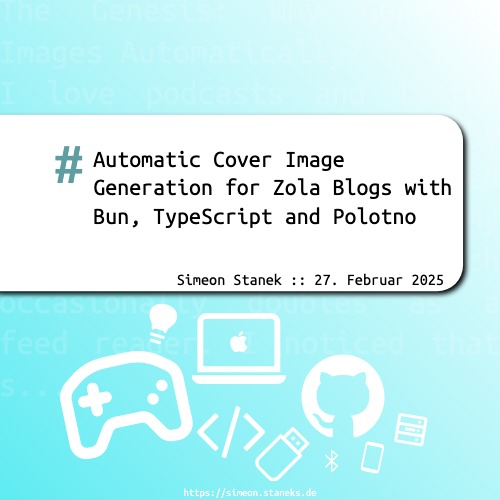 The Genesis: Why
Images Automatically
I love podcasts and
# Automatic Cover Image
Generation for Zola Blogs with
Bun, TypeScript and Polotno
Simeon Stanek :: 27. Februar 2025
occasionally doubles as a
feed reader I noticed that
s...
https://simeon.staneks.de